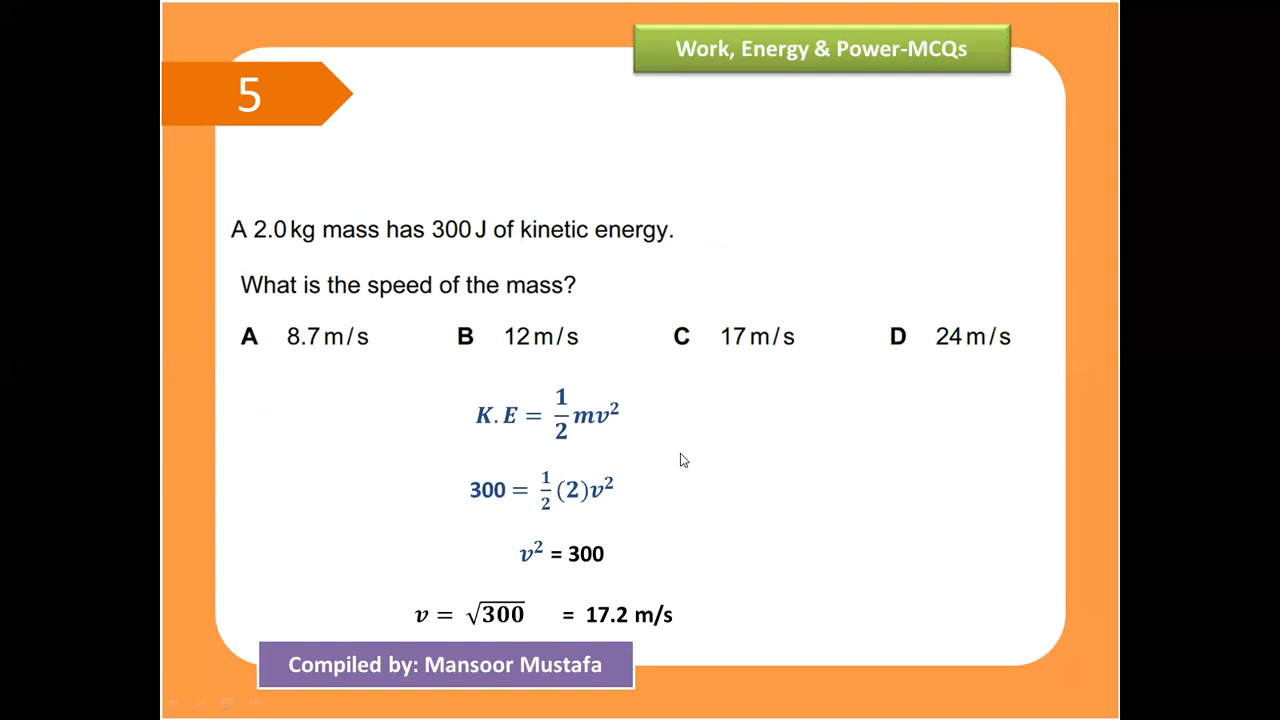 Work, Energy & Power-MCQs
5
A 2.0 kg mass has 300 J of kinetic energy.
What is the speed of the mass?
A 8.7 m/s B 12 m/s C 17 m/s D 24 m/s
K.E = 1/2 mv²
300 = 1/2 (2)v²
v² = 300
v = √300 = 17.2 m/s
Compiled by: Mansoor Mustafa